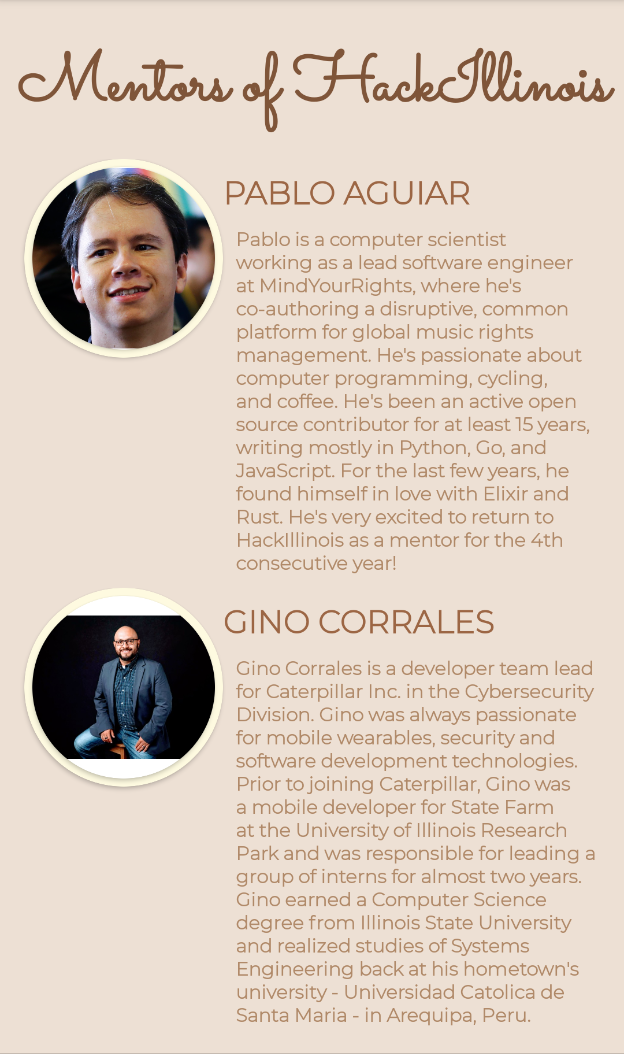 Mentors of HackIllinois
PABLO AGUIAR
Pablo is a computer scientist
working as a lead software engineer
at MindYourRights, where he's
co-authoring a disruptive, common
platform for global music rights
management. He's passionate about
computer programming, cycling,
and coffee. He's been an active open
source contributor for at least 15 years,
writing mostly in Python, Go, and
JavaScript. For the last few years, he
found himself in love with Elixir and
Rust. He's very excited to return to
HackIllinois as a mentor for the 4th
consecutive year!
GINO CORRALES
Gino Corrales is a developer team lead
for Caterpillar Inc. in the Cybersecurity
Division. Gino was always passionate
for mobile wearables, security and
software development technologies.
Prior to joining Caterpillar, Gino was
a mobile developer for State Farm
at the University of Illinois Research
Park and was responsible for leading a
group of interns for almost two years.
Gino earned a Computer Science
degree from Illinois State University
and realized studies of Systems
Engineering back at his hometown's
university - Universidad Catolica de
Santa Maria - in Arequipa, Peru.